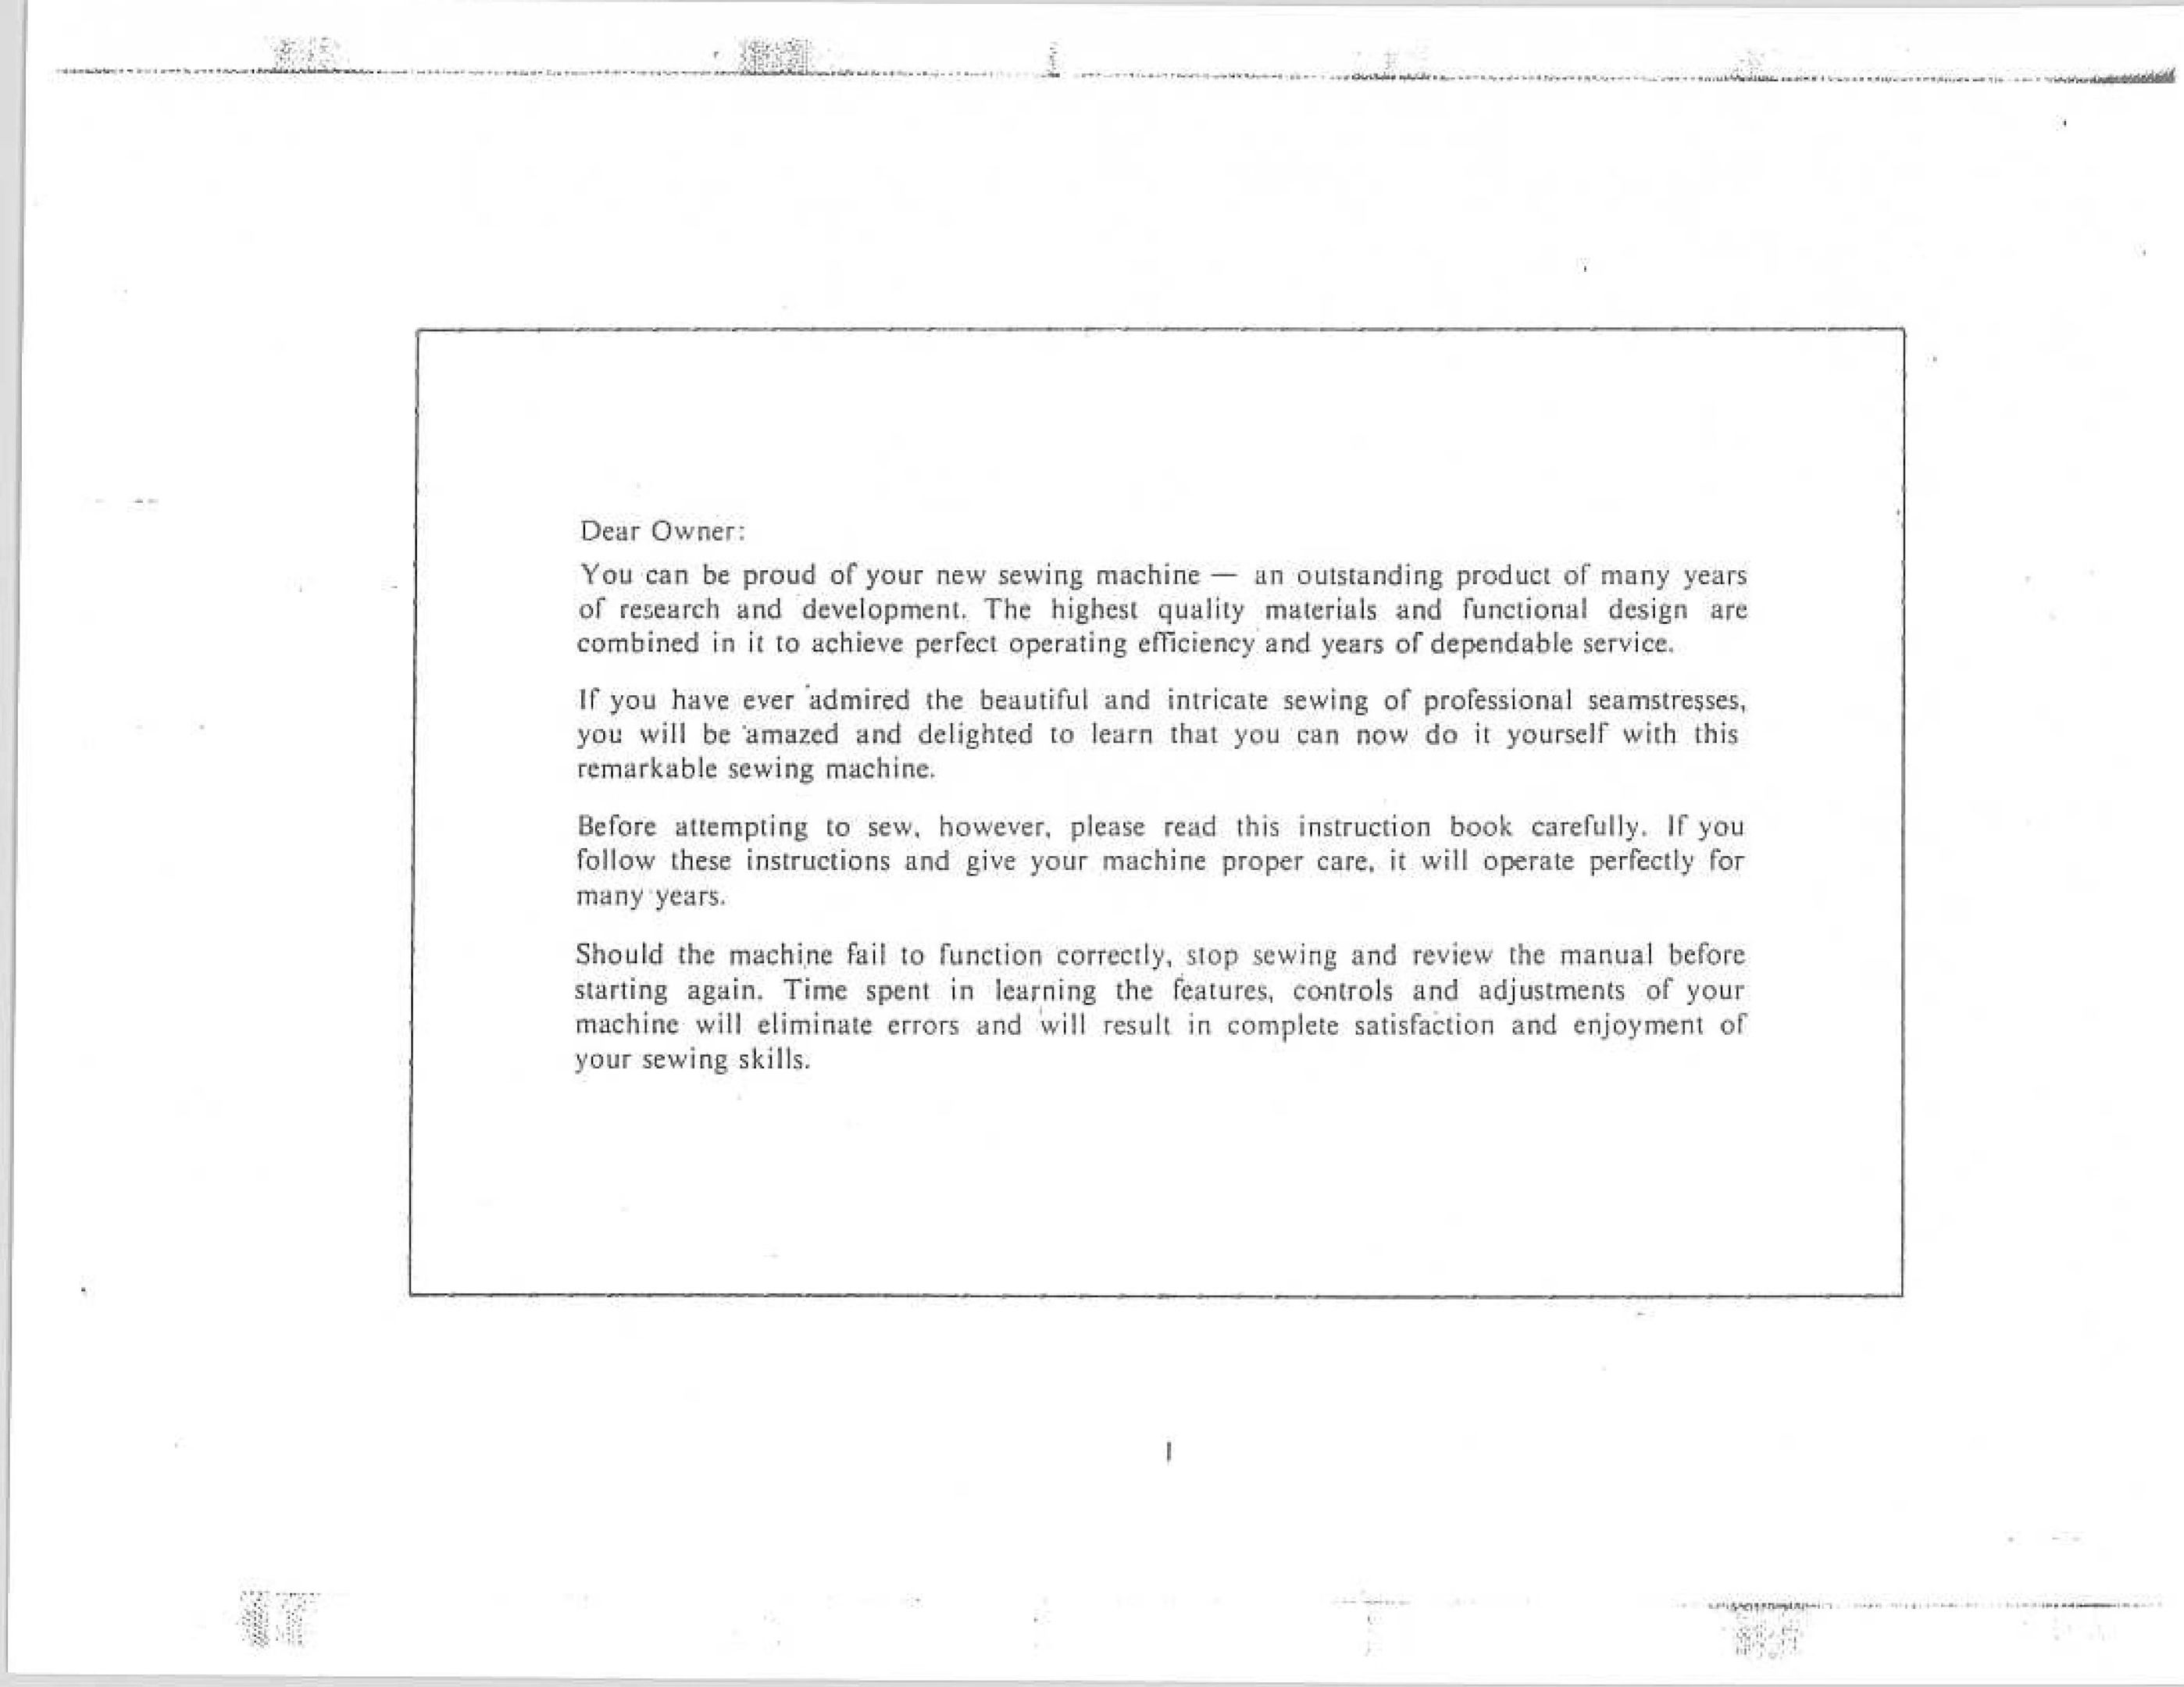 Dear Owner:
You can be proud of your new sewing machine — an outstanding product of many years
of research and development. The highest quality materials and functional design are
combined in it to achieve perfect operating efficiency and years of dependable service.
If you have ever admired the beautiful and intricate sewing of professional seamstresses,
you will be amazed and delighted to learn that you can now do it yourself with this
remarkable sewing machine.
Before attempting to sew, however, please read this instruction book carefully. If you
follow these instructions and give your machine proper care, it will operate perfectly for
many years.
Should the machine fail to function correctly, stop sewing and review the manual before
starting again. Time spent in learning the features, controls and adjustments of your
machine will eliminate errors and will result in complete satisfaction and enjoyment of
your sewing skills.
1